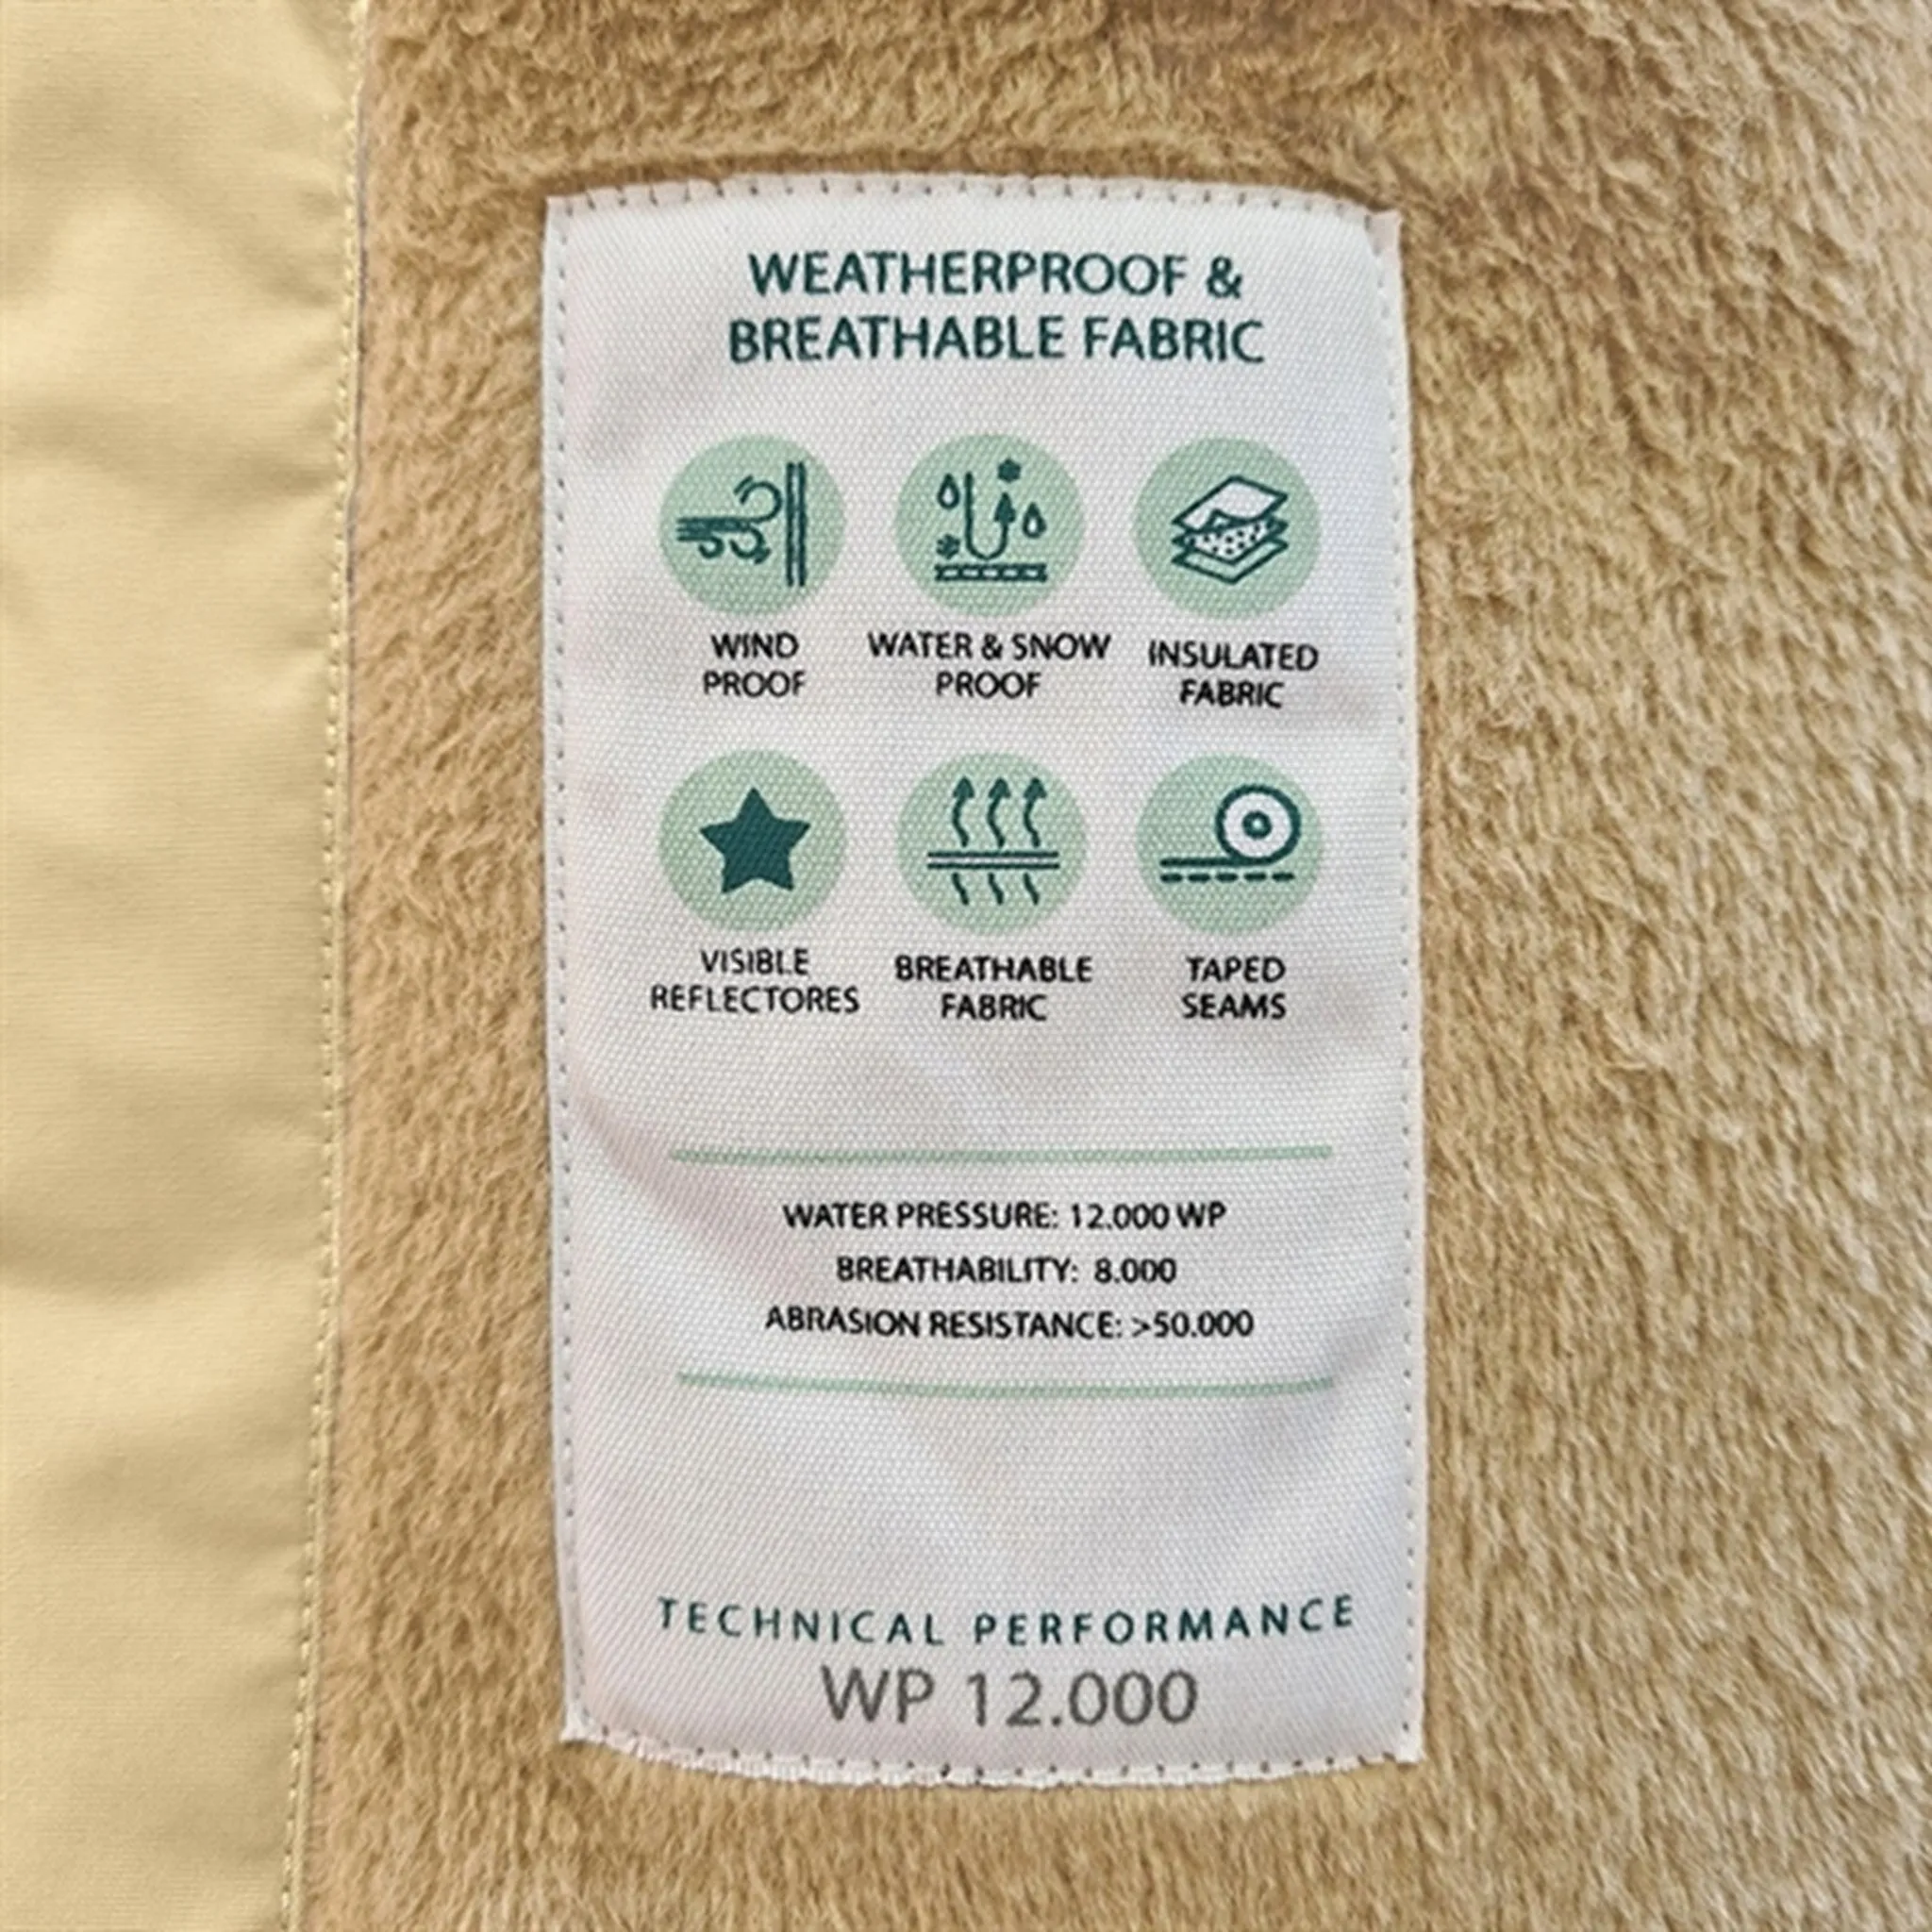 WEATHERPROOF &
BREATHABLE FABRIC
WIND
PROOF
WATER & SNOW
PROOF
INSULATED
FABRIC
VISIBLE
REFLECTORES
BREATHABLE
FABRIC
TAPED
SEAMS
WATER PRESSURE: 12.000 WP
BREATHABILITY: 8.000
ABRASION RESISTANCE: >50.000
TECHNICAL PERFORMANCE
WP 12.000